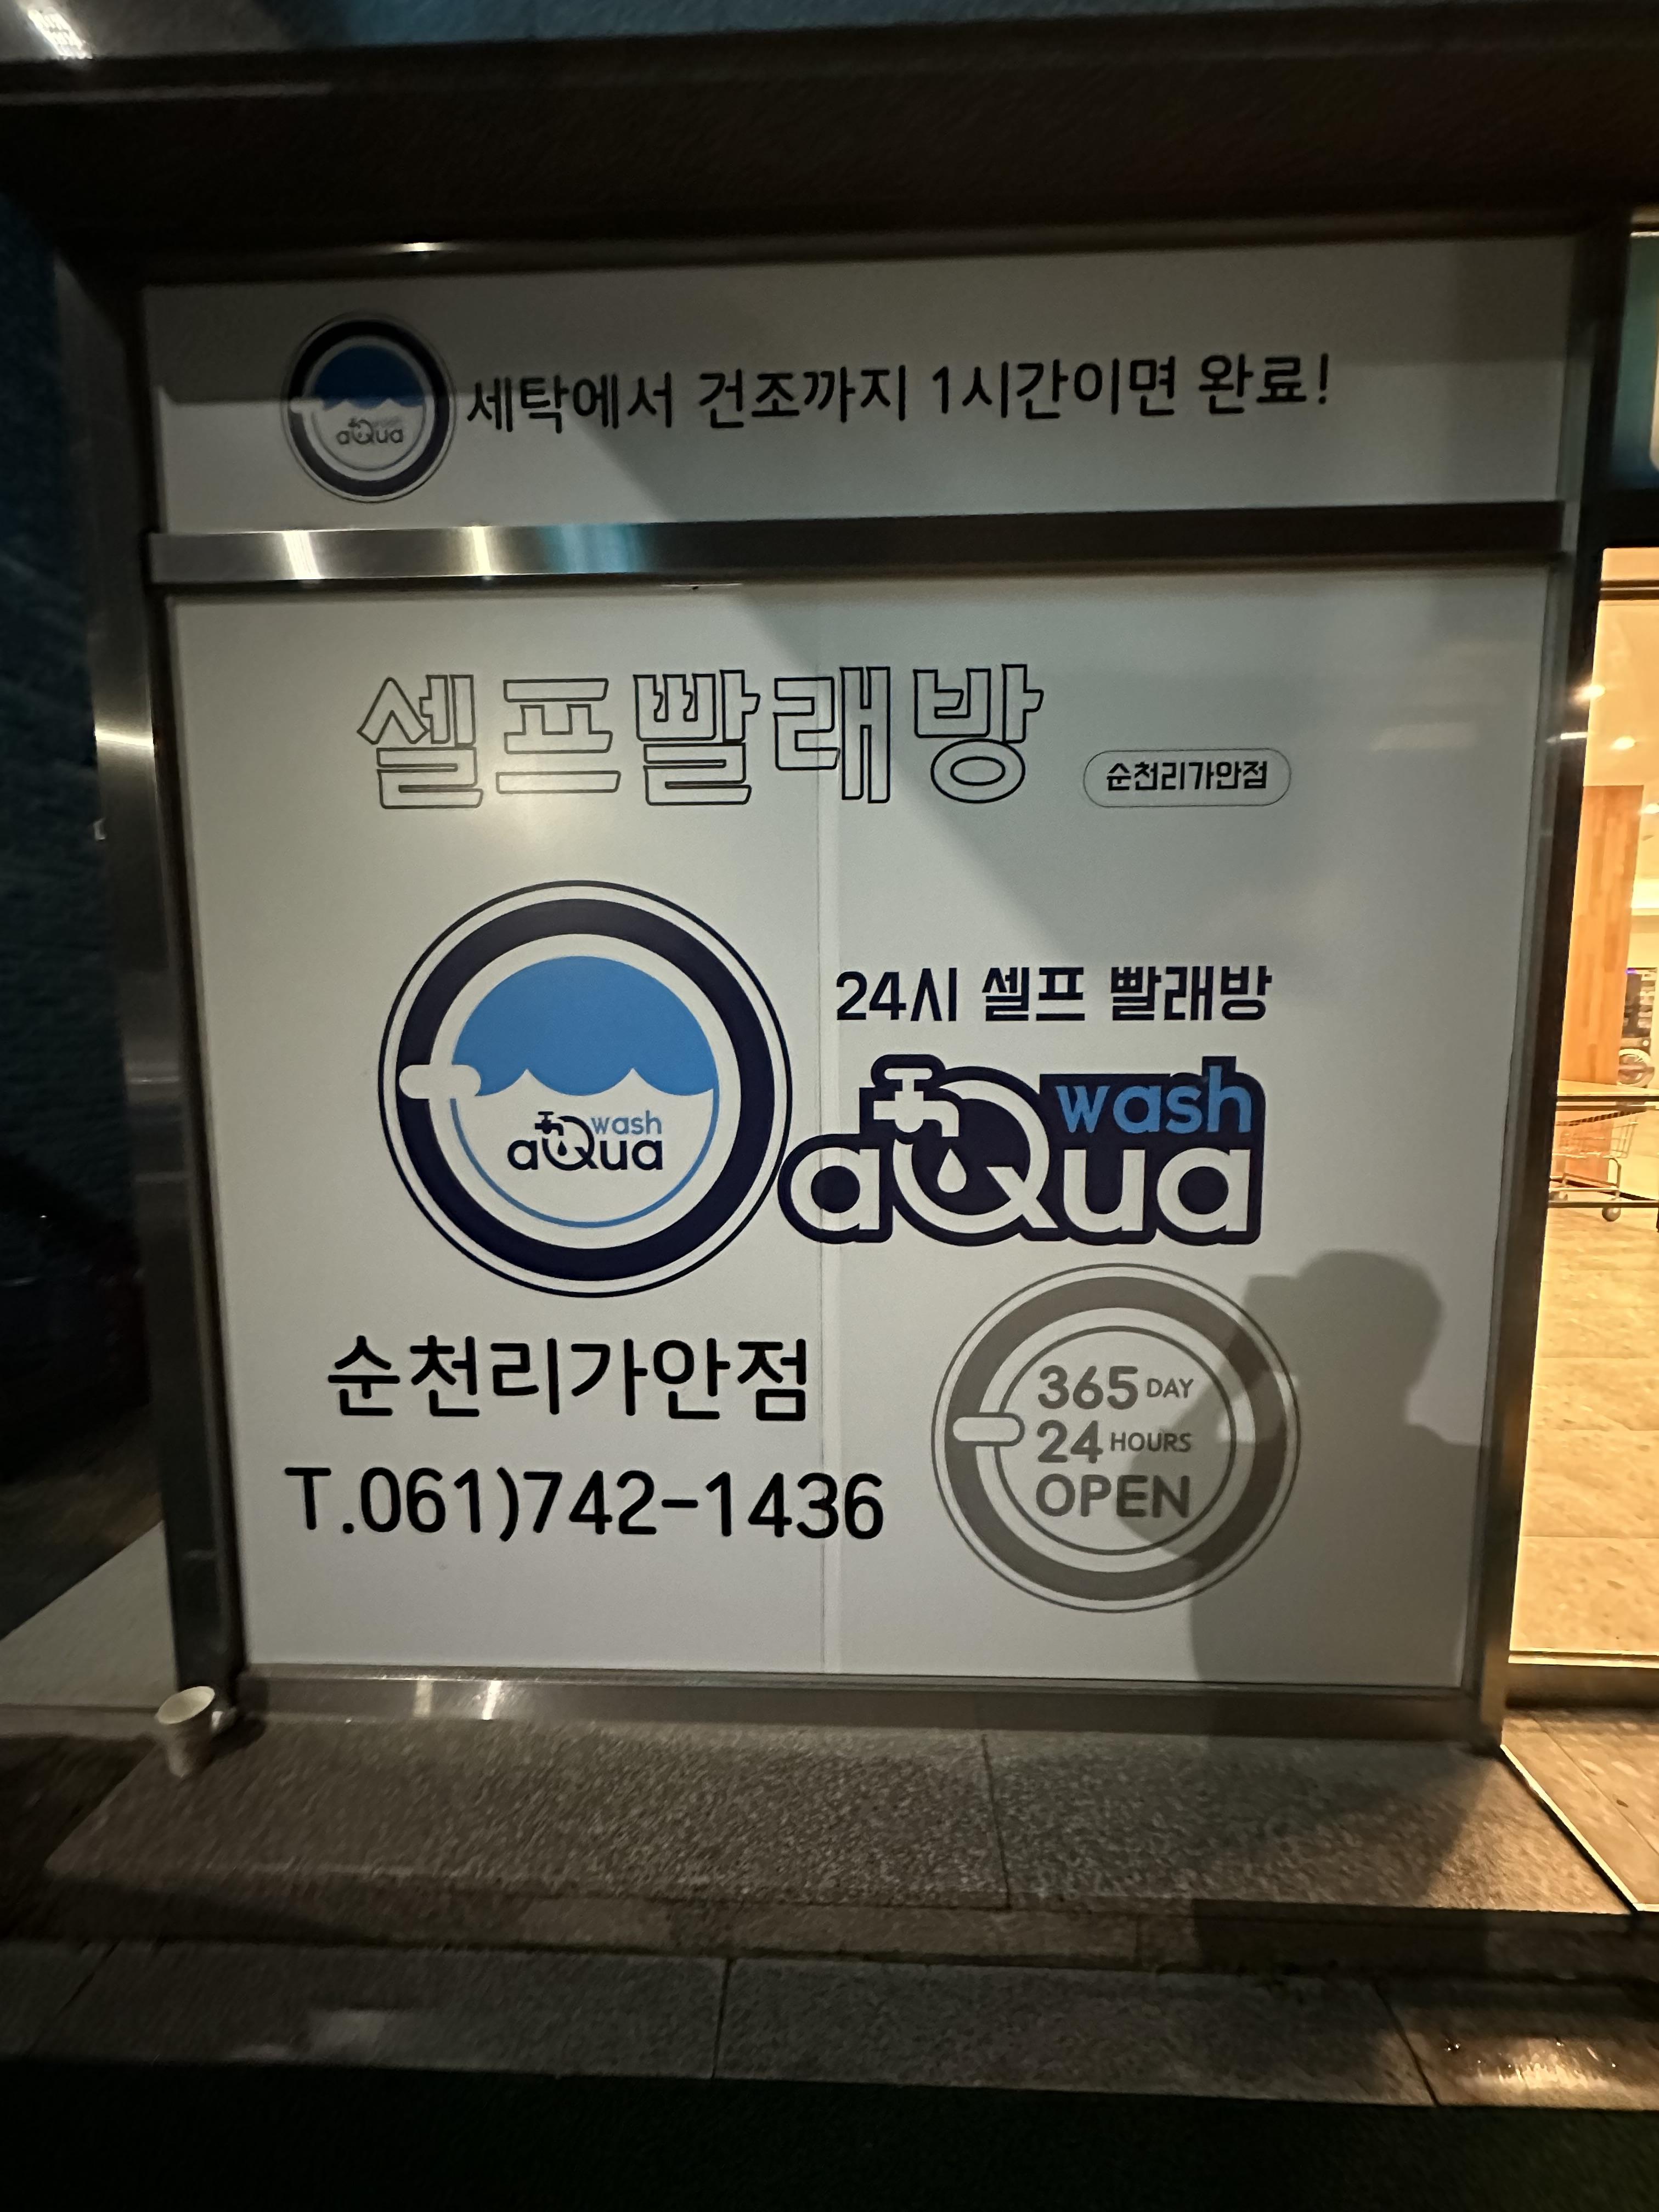 aQua
세탁에서 건조까지 1시간이면 완료!
셀프빨래방
순천리가안점
24시 셀프 빨래방
wash
aQua
wash
aQua
순천리가안점
T.061)742-1436
365 DAY
24 HOURS
OPEN